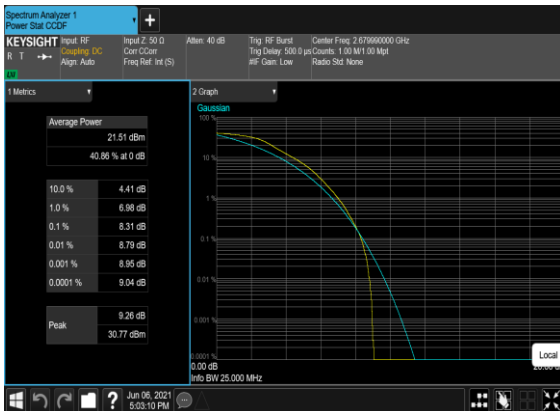 Spectrum Analyzer 1
Power Stat CCDF
KEYSIGHT
R T
LNI
Input: RF
Coupling: DC
Align: Auto
Input Z: 50 Ω
Corr CCorr
Freq Ref: Int (S)
Atten: 40 dB
Trig: RF Burst
Trig Delay: 500.0 µs
#IF Gain: Low
Center Freq: 2.679990000 GHz
Counts: 1.00 M/1.00 Mpt
Radio Std: None
1 Metrics
Average Power
21.51 dBm
40.86 % at 0 dB
10.0 % 4.41 dB
1.0 % 6.98 dB
0.1 % 8.31 dB
0.01 % 8.79 dB
0.001 % 8.95 dB
0.0001 % 9.04 dB
Peak
9.26 dB
30.77 dBm
2 Graph
Gaussian
100 %
10 %
1 %
0.1 %
0.01 %
0.001 %
0.0001 %
0.00 dB
Info BW 25.000 MHz
Local
Jun 06, 2021
5:03:10 PM